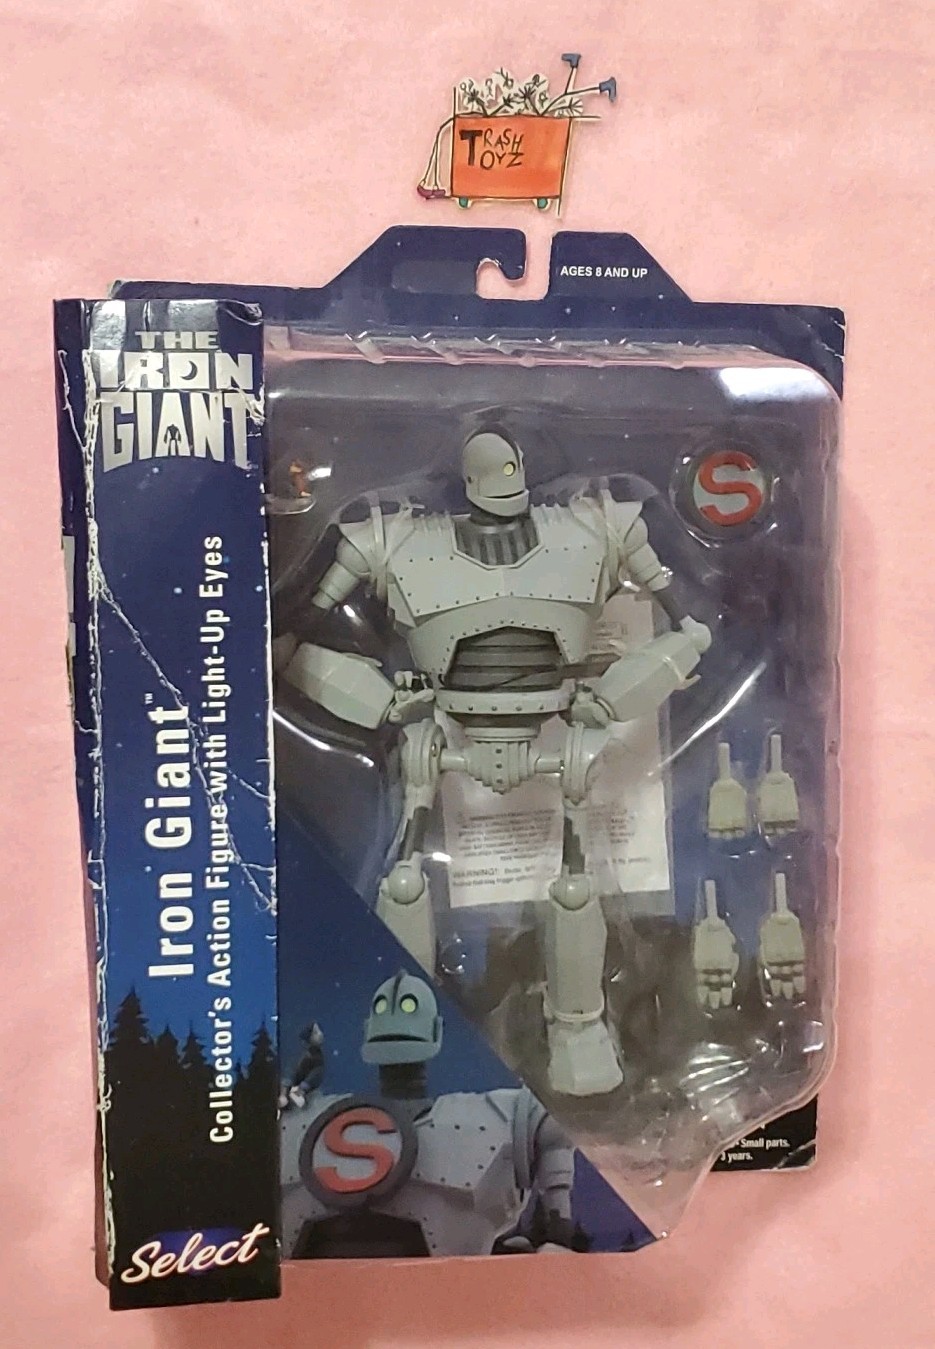 TRASH
TOYZ
AGES 8 AND UP
THE
IRON
GIANT
S
Iron Giant™
Collector's Action Figure with Light-Up Eyes
WARNING!
S
Small parts.
3 years.
Select